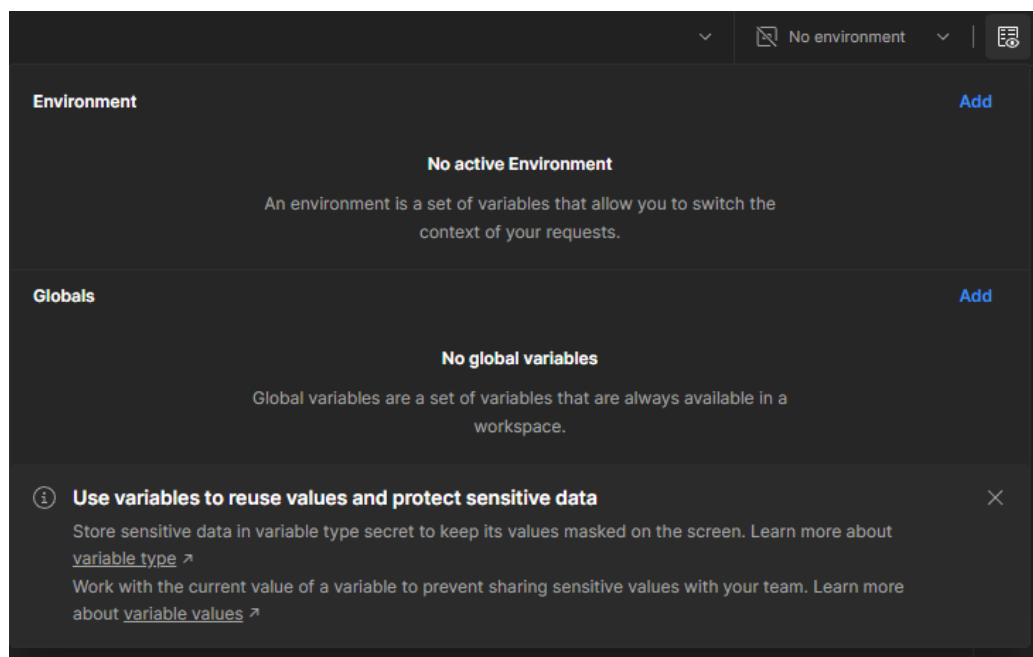 No environment
Environment
Add
No active Environment
An environment is a set of variables that allow you to switch the
context of your requests.
Globals
Add
No global variables
Global variables are a set of variables that are always available in a
workspace.
Use variables to reuse values and protect sensitive data
Store sensitive data in variable type secret to keep its values masked on the screen. Learn more about
variable type ↗
Work with the current value of a variable to prevent sharing sensitive values with your team. Learn more
about variable values ↗